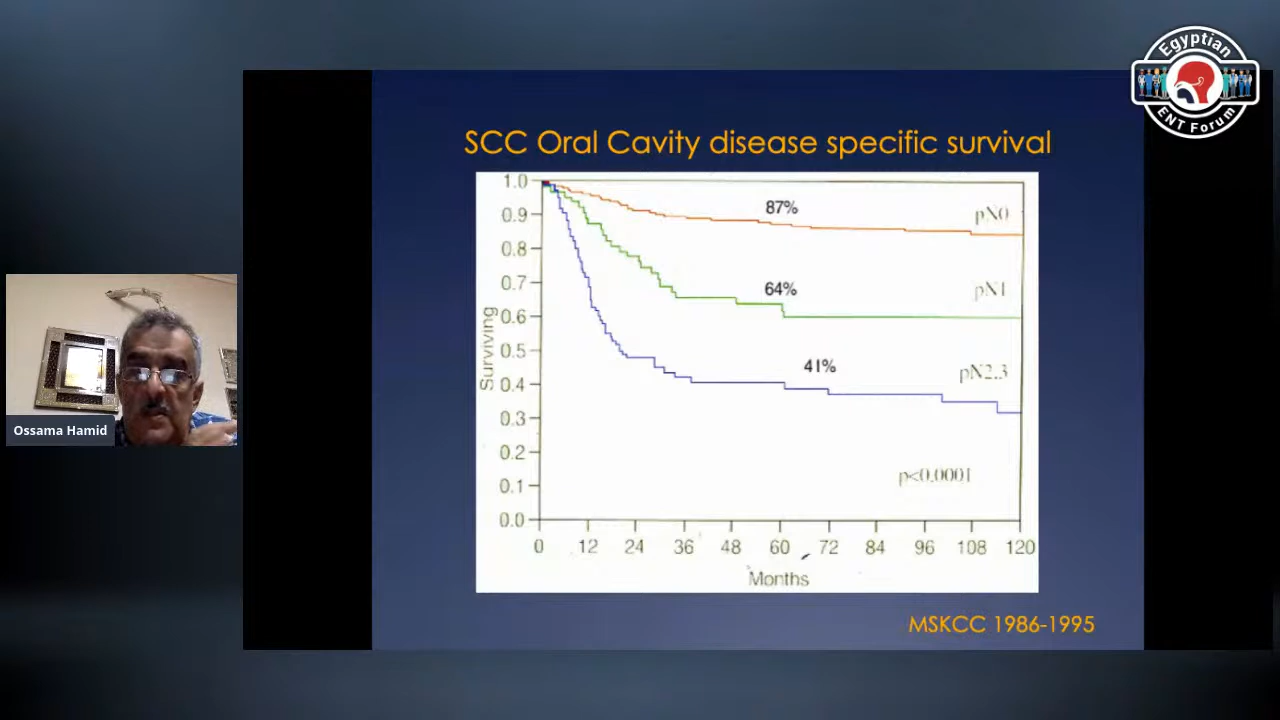 Egyptian
ENT Forum
SCC Oral Cavity disease specific survival
1.0
0.9
0.8
0.7
0.6
0.5
0.4
0.3
0.2
0.1
0.0
Surviving
87%
pN0
64%
pN1
41%
pN2.3
p<0.0001
0 12 24 36 48 60 72 84 96 108 120
Months
MSKCC 1986-1995
Ossama Hamid